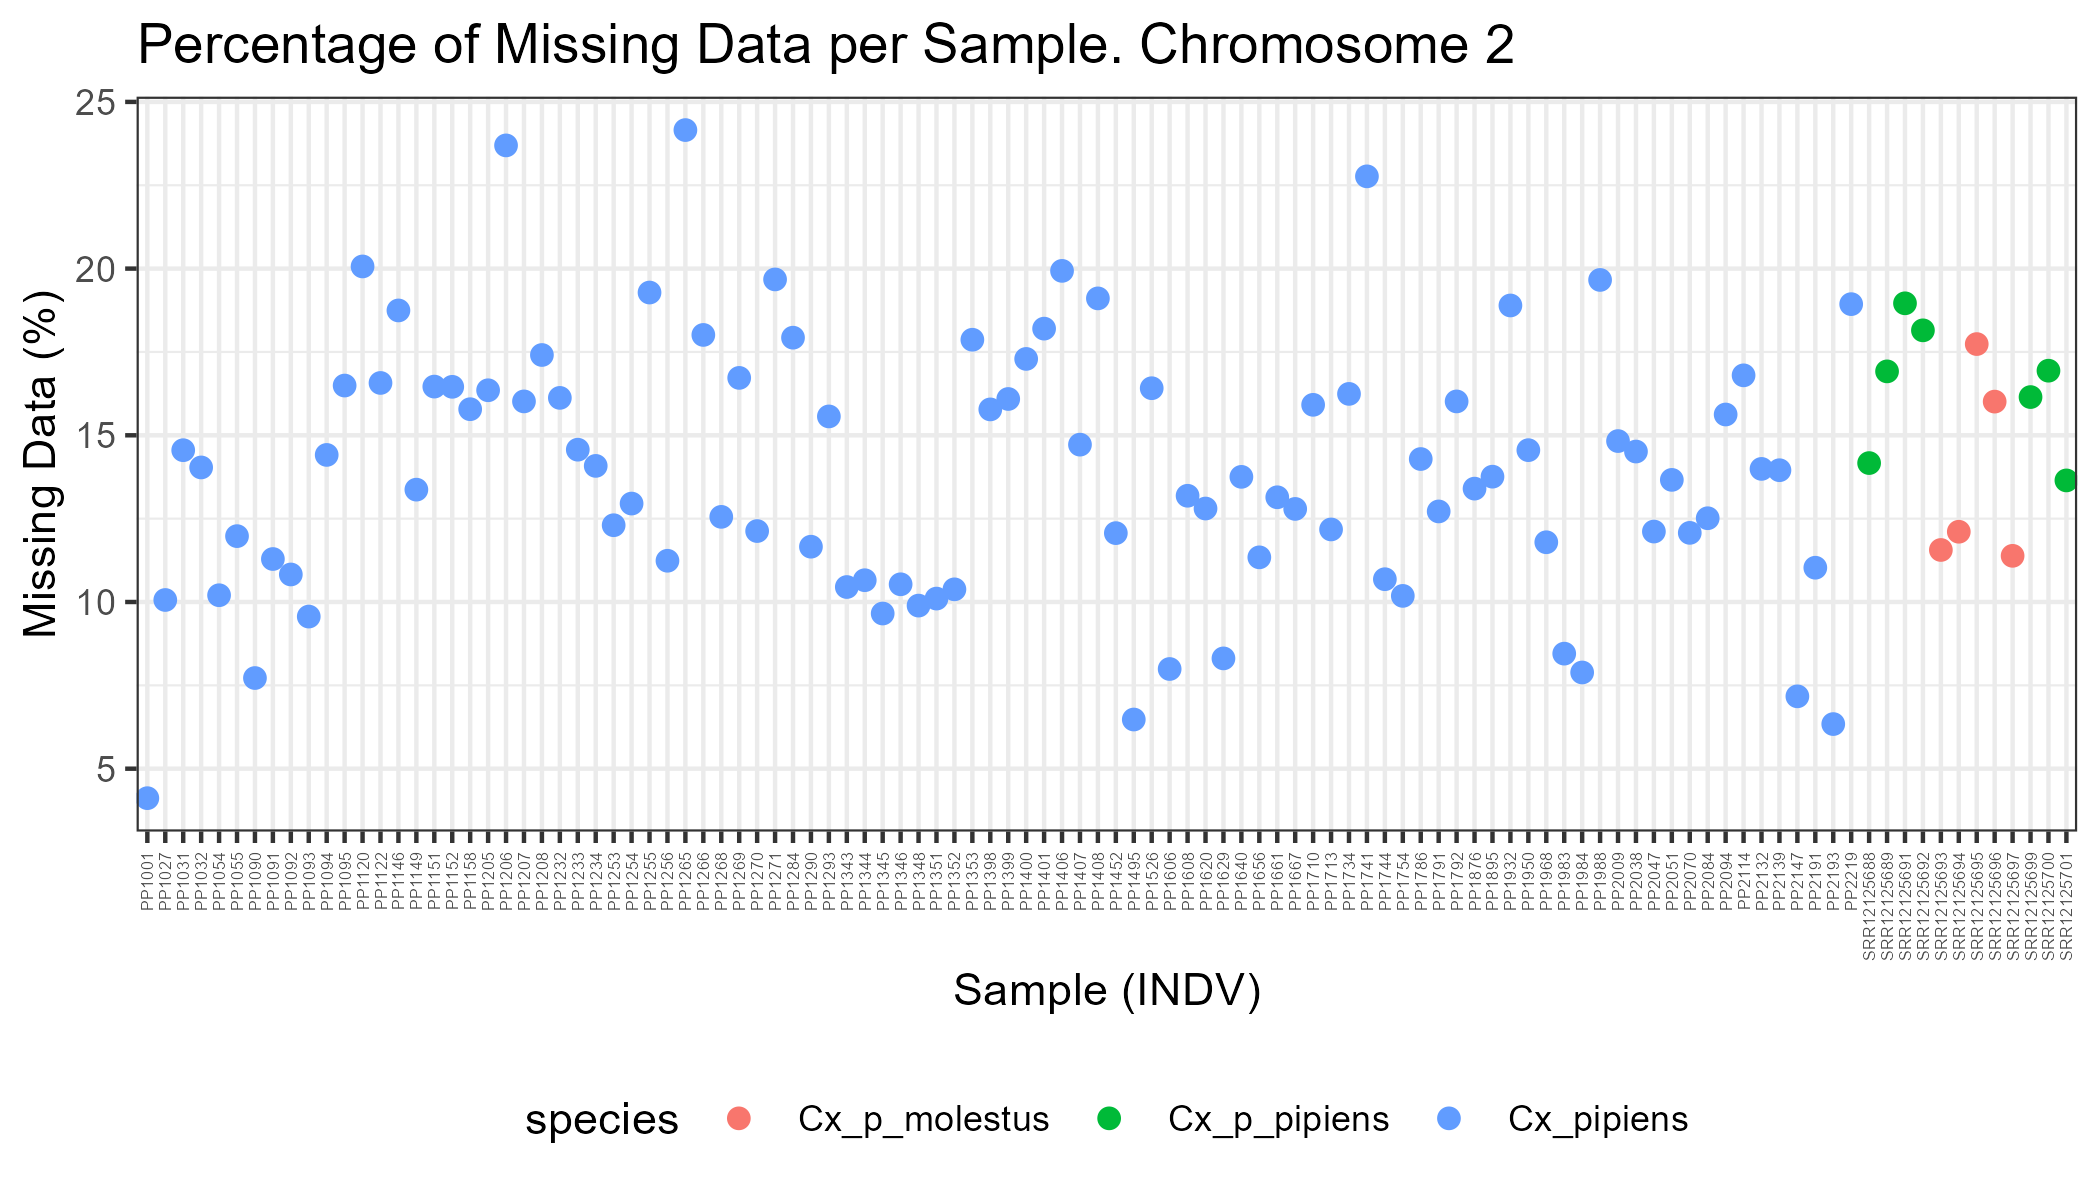 Percentage of Missing Data per Sample. Chromosome 2
Missing Data (%)
25
20
15
10
5
PP1001
PP1027
PP1031
PP1032
PP1054
PP1055
PP1090
PP1091
PP1092
PP1093
PP1094
PP1095
PP1120
PP1122
PP1146
PP1149
PP1151
PP1152
PP1158
PP1205
PP1206
PP1207
PP1208
PP1232
PP1233
PP1234
PP1253
PP1254
PP1255
PP1256
PP1265
PP1266
PP1268
PP1269
PP1270
PP1271
PP1284
PP1290
PP1293
PP1343
PP1344
PP1345
PP1346
PP1348
PP1351
PP1352
PP1353
PP1398
PP1399
PP1400
PP1401
PP1406
PP1407
PP1408
PP1452
PP1495
PP1526
PP1606
PP1608
PP1620
PP1629
PP1640
PP1656
PP1661
PP1667
PP1710
PP1713
PP1734
PP1741
PP1744
PP1754
PP1786
PP1791
PP1792
PP1876
PP1895
PP1932
PP1950
PP1968
PP1983
PP1984
PP1988
PP2009
PP2038
PP2047
PP2051
PP2070
PP2084
PP2094
PP2114
PP2132
PP2139
PP2147
PP2191
PP2193
PP2219
SRR12125688
SRR12125689
SRR12125691
SRR12125692
SRR12125693
SRR12125694
SRR12125695
SRR12125696
SRR12125697
SRR12125699
SRR12125700
SRR12125701
Sample (INDV)
species Cx_p_molestus Cx_p_pipiens Cx_pipiens